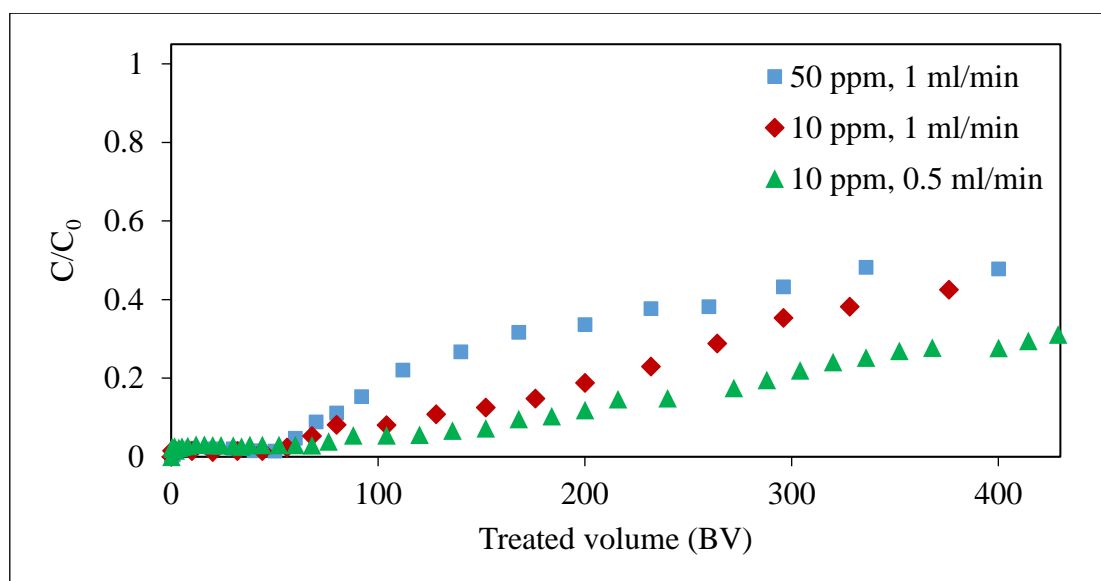 1
0.8
0.6
0.4
0.2
0
C/C0
0 100 200 300 400
Treated volume (BV)
50 ppm, 1 ml/min
10 ppm, 1 ml/min
10 ppm, 0.5 ml/min